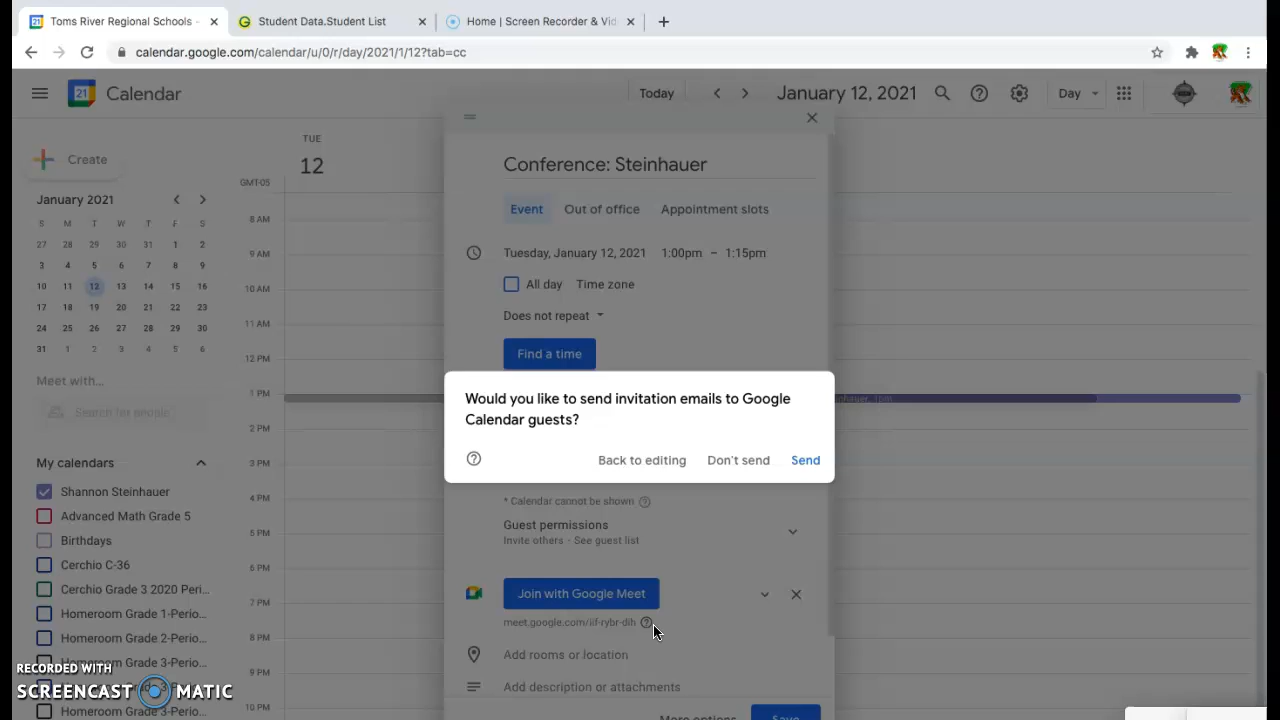 Toms River Regional Schools -
Student Data.Student List
Home | Screen Recorder & Vid
calendar.google.com/calendar/u/0/r/day/2021/1/12?tab=cc
21
Calendar
Today
January 12, 2021
Day
TUE
12
GMT-05
Create
January 2021
S M T W T F S
27 28 29 30 31 1 2
3 4 5 6 7 8 9
10 11 12 13 14 15 16
17 18 19 20 21 22 23
24 25 26 27 28 29 30
31 1 2 3 4 5 6
Meet with...
Search for people
My calendars
Shannon Steinhauer
Advanced Math Grade 5
Birthdays
Cerchio C-36
Cerchio Grade 3 2020 Peri...
Homeroom Grade 1-Perio...
Homeroom Grade 2-Perio...
Homeroom Grade 3-Perio...
Homeroom Grade 3-Perio...
8 AM
9 AM
10 AM
11 AM
12 PM
1 PM
2 PM
3 PM
4 PM
5 PM
6 PM
7 PM
8 PM
9 PM
10 PM
Conference: Steinhauer
Event Out of office Appointment slots
Tuesday, January 12, 2021 1:00pm – 1:15pm
All day Time zone
Does not repeat
Find a time
Would you like to send invitation emails to Google
Calendar guests?
Back to editing Don't send Send
* Calendar cannot be shown
Guest permissions
Invite others · See guest list
Join with Google Meet
Add rooms or location
Add description or attachments
More options Save
RECORDED WITH
SCREENCAST MATIC